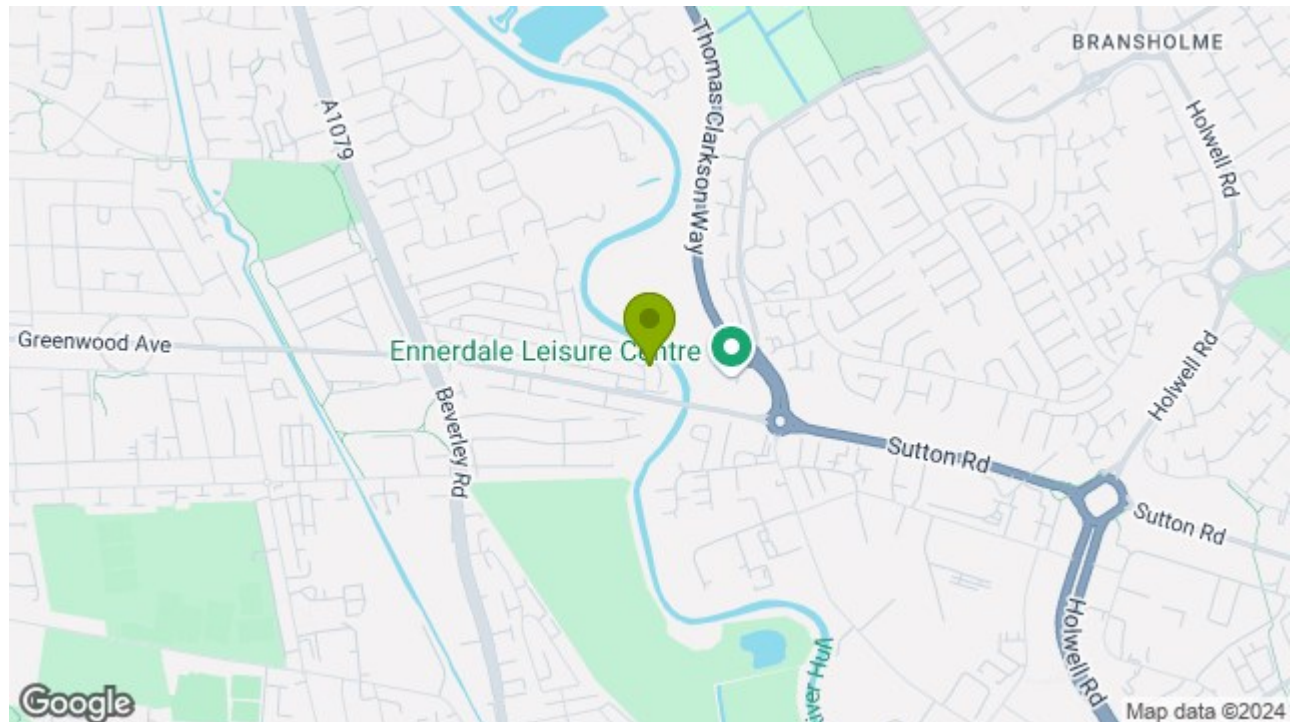 BRANSHOLME
Thomas Clarkson Way
A1079
Holwell Rd
Greenwood Ave
Ennerdale Leisure Centre
Holwell Rd
Beverley Rd
Sutton Rd
Sutton Rd
River Hull
Holwell Rd
Google
Map data ©2024